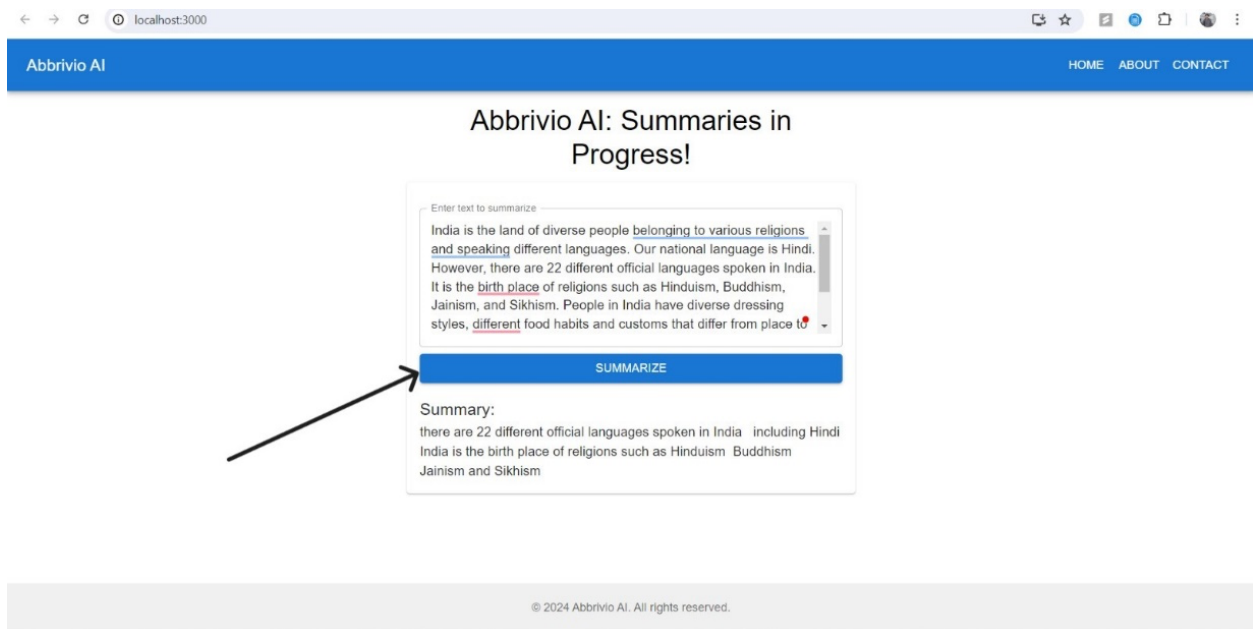 localhost:3000
Abbrivio AI
HOME ABOUT CONTACT
Abbrivio AI: Summaries in
Progress!
Enter text to summarize
India is the land of diverse people belonging to various religions
and speaking different languages. Our national language is Hindi.
However, there are 22 different official languages spoken in India.
It is the birth place of religions such as Hinduism, Buddhism,
Jainism, and Sikhism. People in India have diverse dressing
styles, different food habits and customs that differ from place to
SUMMARIZE
Summary:
there are 22 different official languages spoken in India including Hindi
India is the birth place of religions such as Hinduism Buddhism
Jainism and Sikhism
© 2024 Abbrivio AI. All rights reserved.